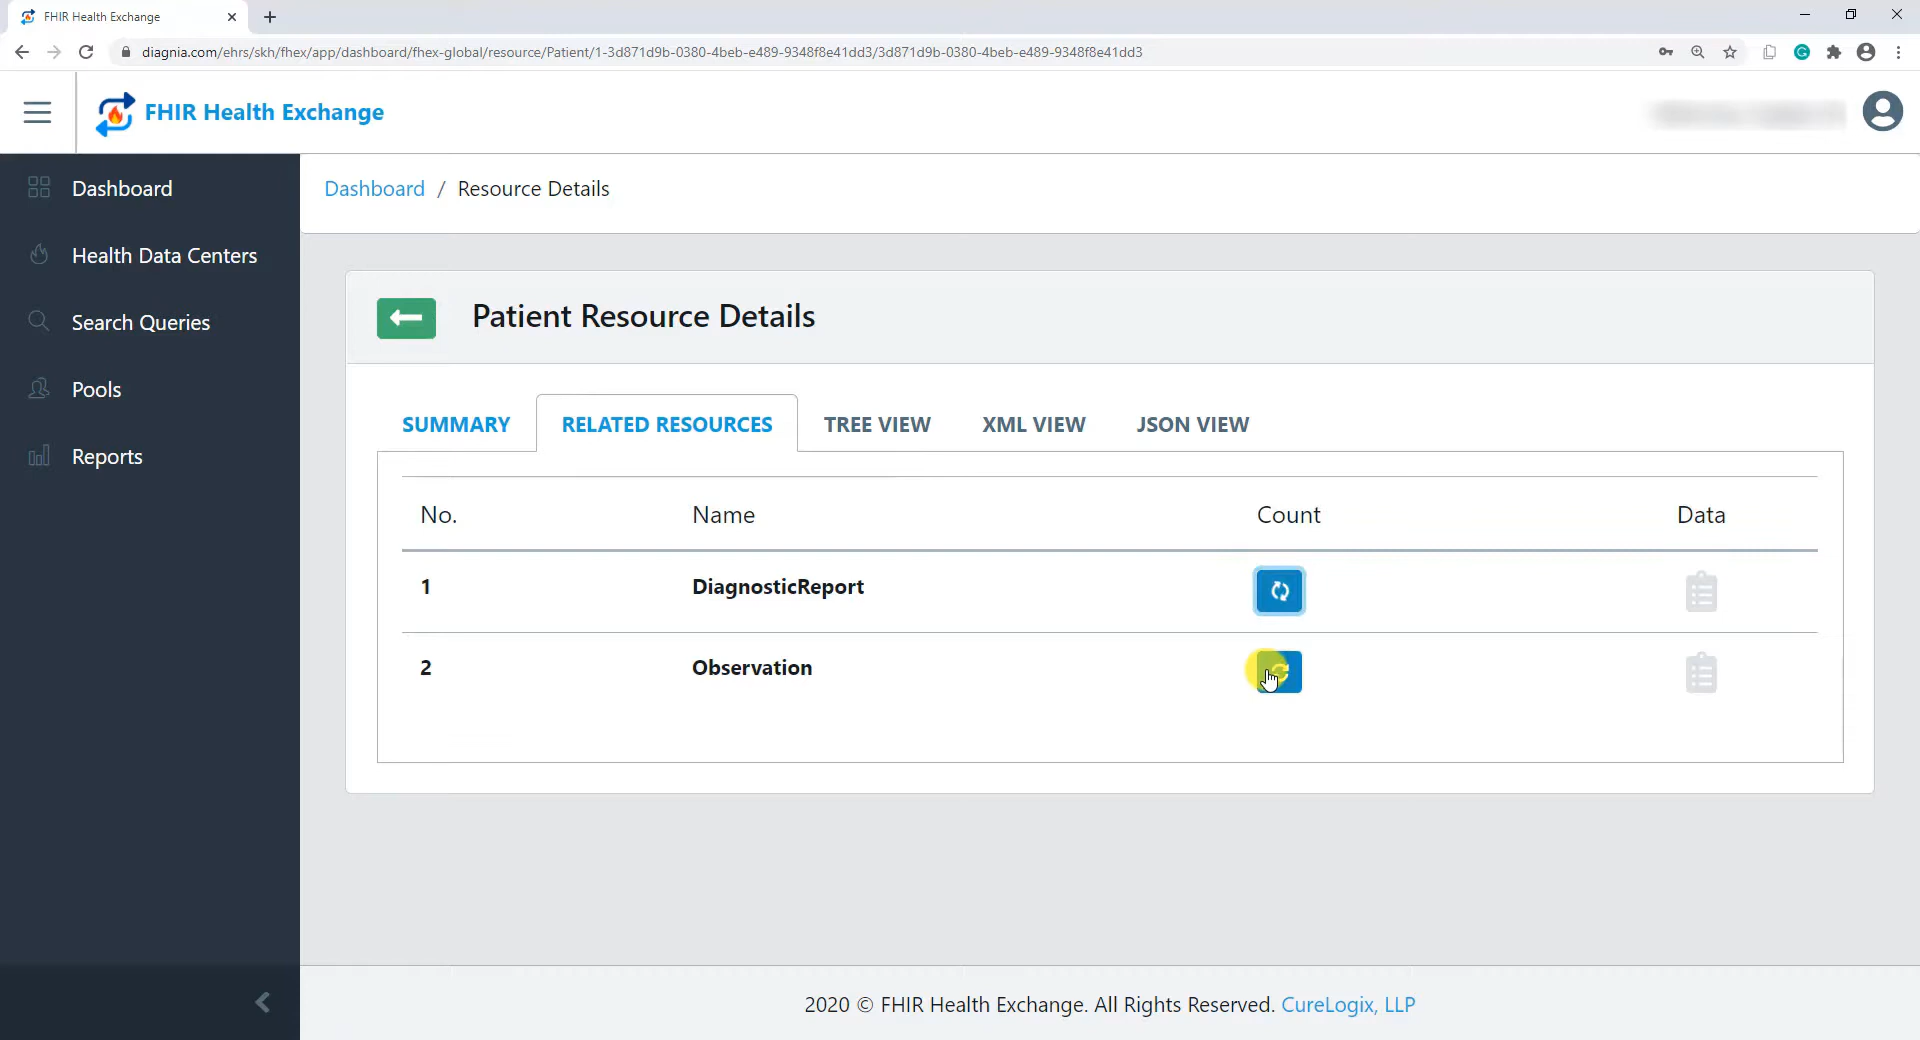 FHIR Health Exchange
diagnia.com/ehrs/skh/fhex/app/dashboard/fhex-global/resource/Patient/1-3d871d9b-0380-4beb-e489-9348f8e41dd3/3d871d9b-0380-4beb-e489-9348f8e41dd3
FHIR Health Exchange
Dashboard
Health Data Centers
Search Queries
Pools
Reports
Dashboard / Resource Details
Patient Resource Details
SUMMARY RELATED RESOURCES TREE VIEW XML VIEW JSON VIEW
No. Name Count Data
1 DiagnosticReport
2 Observation
2020 © FHIR Health Exchange. All Rights Reserved. CureLogix, LLP